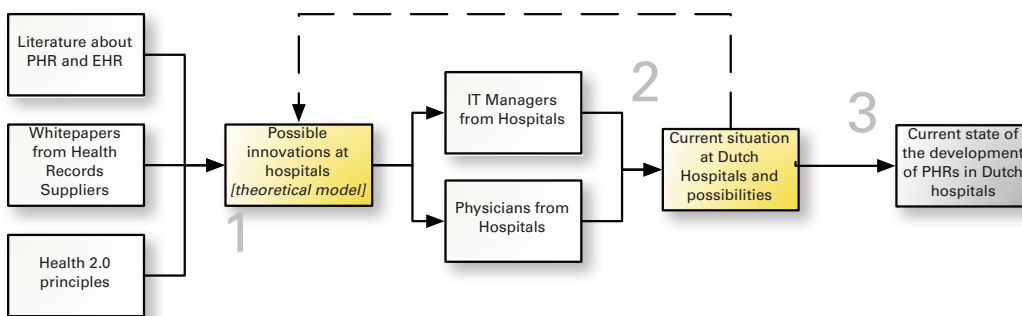 Literature about
PHR and EHR
Whitepapers
from Health
Records
Suppliers
Health 2.0
principles
Possible
innovations at
hospitals
[theoretical model]
1
IT Managers
from Hospitals
Physicians from
Hospitals
2
Current situation
at Dutch
Hospitals and
possibilities
3
Current state of
the development
of PHRs in Dutch
hospitals